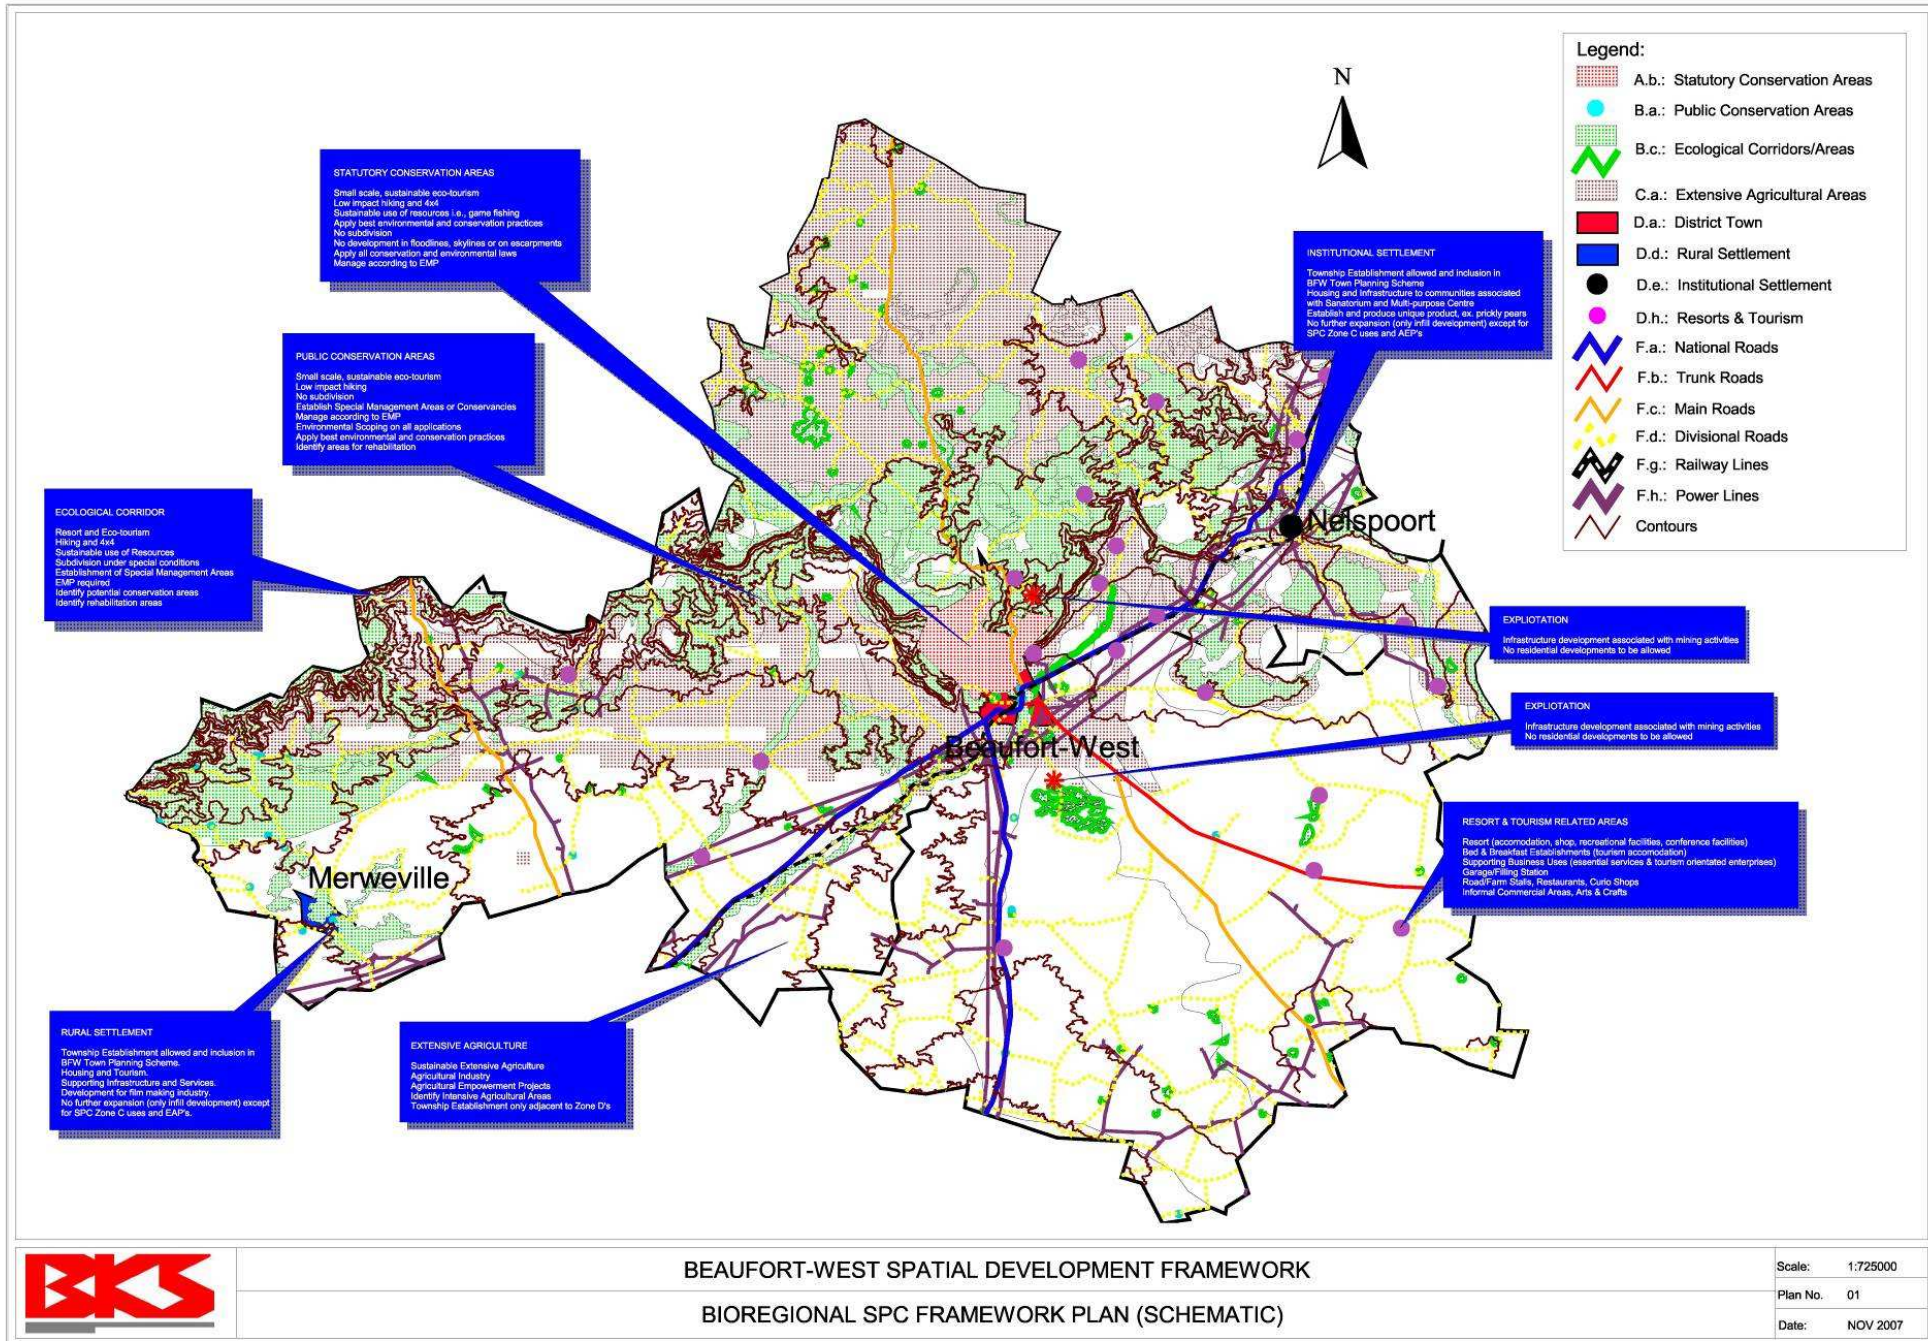 Legend:
A.b.: Statutory Conservation Areas
B.a.: Public Conservation Areas
B.c.: Ecological Corridors/Areas
C.a.: Extensive Agricultural Areas
D.a.: District Town
D.d.: Rural Settlement
D.e.: Institutional Settlement
D.h.: Resorts & Tourism
F.a.: National Roads
F.b.: Trunk Roads
F.c.: Main Roads
F.d.: Divisional Roads
F.g.: Railway Lines
F.h.: Power Lines
Contours
N
STATUTORY CONSERVATION AREAS
Small scale, sustainable eco-tourism
Low impact hiking and 4x4
Sustainable use of resources i.e., game fishing
Apply best environmental and conservation practices
No subdivision
No development in floodlines, skylines or on escarpments
Apply all conservation and environmental laws
Manage according to EMP
INSTITUTIONAL SETTLEMENT
Township Establishment allowed and inclusion in
BFW Town Planning Scheme
Housing and Infrastructure to communities associated
with Sanatorium and Multi-purpose Centre
Establish and produce unique product, ex. prickly pears
No further expansion (only infill development) except for
SPC Zone C uses and AEP's
PUBLIC CONSERVATION AREAS
Small scale, sustainable eco-tourism
Low impact hiking
No subdivision
Establish Special Management Areas or Conservancies
Manage according to EMP
Environmental Scoping on all applications
Apply best environmental and conservation practices
Identify areas for rehabilitation
ECOLOGICAL CORRIDOR
Resort and Eco-tourism
Hiking and 4x4
Sustainable use of Resources
Subdivision under special conditions
Establishment of Special Management Areas
EMP required
Identify potential conservation areas
Identify rehabilitation areas
Nelspoort
EXPLIOTATION
Infrastructure development associated with mining activities
No residential developments to be allowed
EXPLIOTATION
Infrastructure development associated with mining activities
No residential developments to be allowed
Beaufort-West
RESORT & TOURISM RELATED AREAS
Resort (accomodation, shop, recreational facilities, conference facilities)
Bed & Breakfast Establishments (tourism accomodation)
Supporting Business Uses (essential services & tourism orientated enterprises)
Garage/Filling Station
Road/Farm Stalls, Restaurants, Curio Shops
Informal Commercial Areas, Arts & Crafts
Merweville
RURAL SETTLEMENT
Township Establishment allowed and inclusion in
BFW Town Planning Scheme.
Housing and Tourism.
Supporting Infrastructure and Services.
Development for film making industry.
No further expansion (only infill development) except
for SPC Zone C uses and EAP's.
EXTENSIVE AGRICULTURE
Sustainable Extensive Agriculture
Agricultural Industry
Agricultural Empowerment Projects
Identify Intensive Agricultural Areas
Township Establishment only adjacent to Zone D's
BKS
BEAUFORT-WEST SPATIAL DEVELOPMENT FRAMEWORK
BIOREGIONAL SPC FRAMEWORK PLAN (SCHEMATIC)
Scale: 1:725000
Plan No. 01
Date: NOV 2007